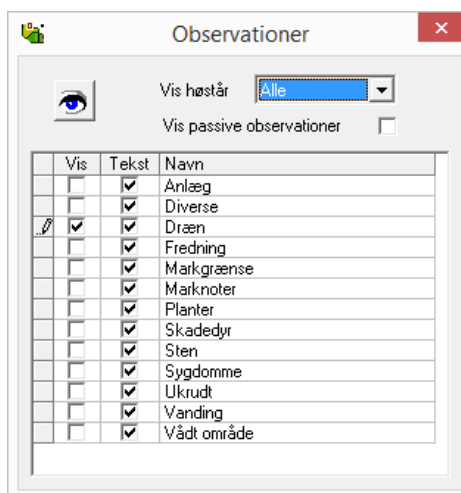 Observationer
Vis høstår Alle
Vis passive observationer
Vis Tekst Navn
Anlæg
Diverse
Dræn
Fredning
Markgrænse
Marknoter
Planter
Skadedyr
Sten
Sygdomme
Ukrudt
Vanding
Vådt område